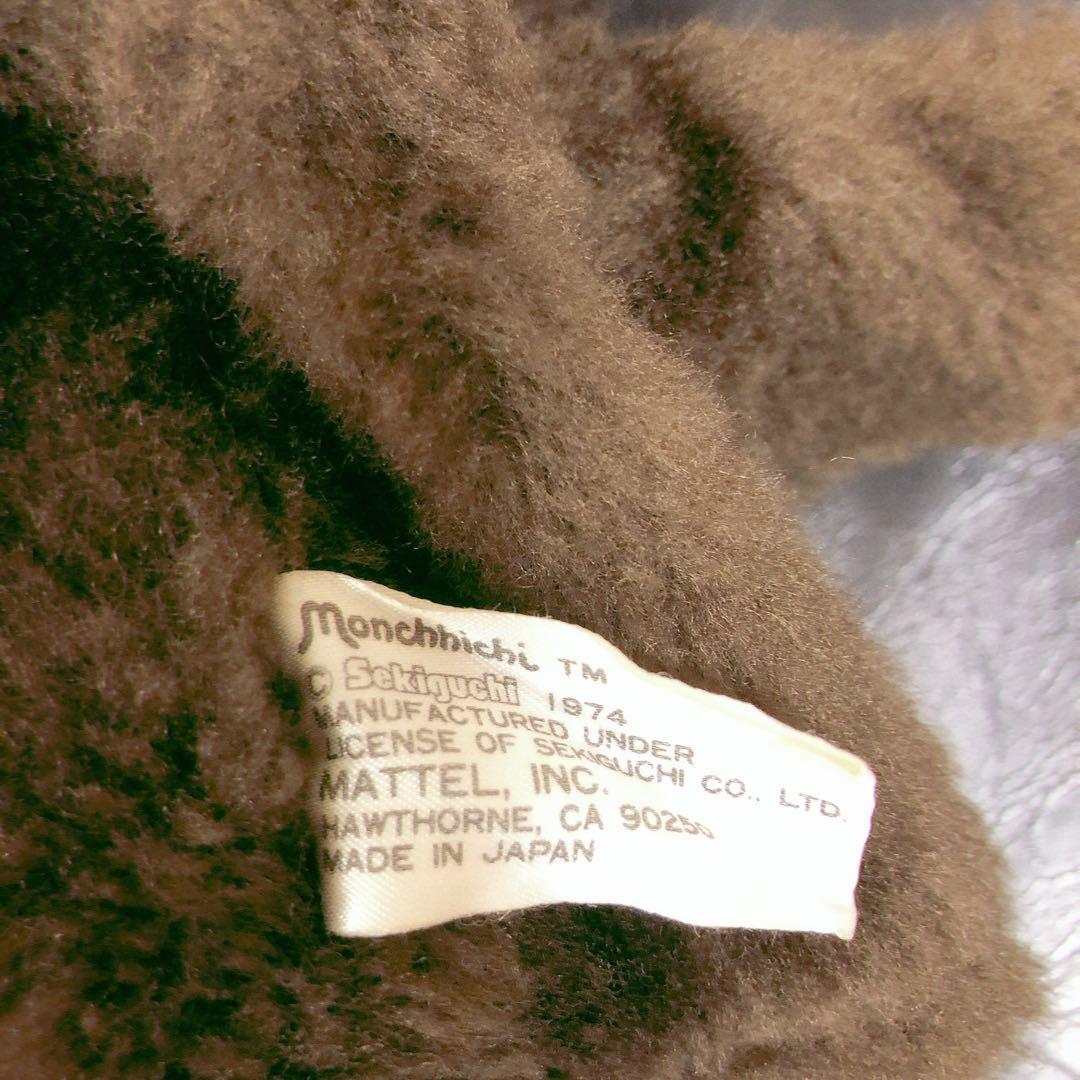 Monchhichi TM
© Sekiguchi 1974
MANUFACTURED UNDER
LICENSE OF SEKIGUCHI CO., LTD.
MATTEL, INC.
HAWTHORNE, CA 90250
MADE IN JAPAN